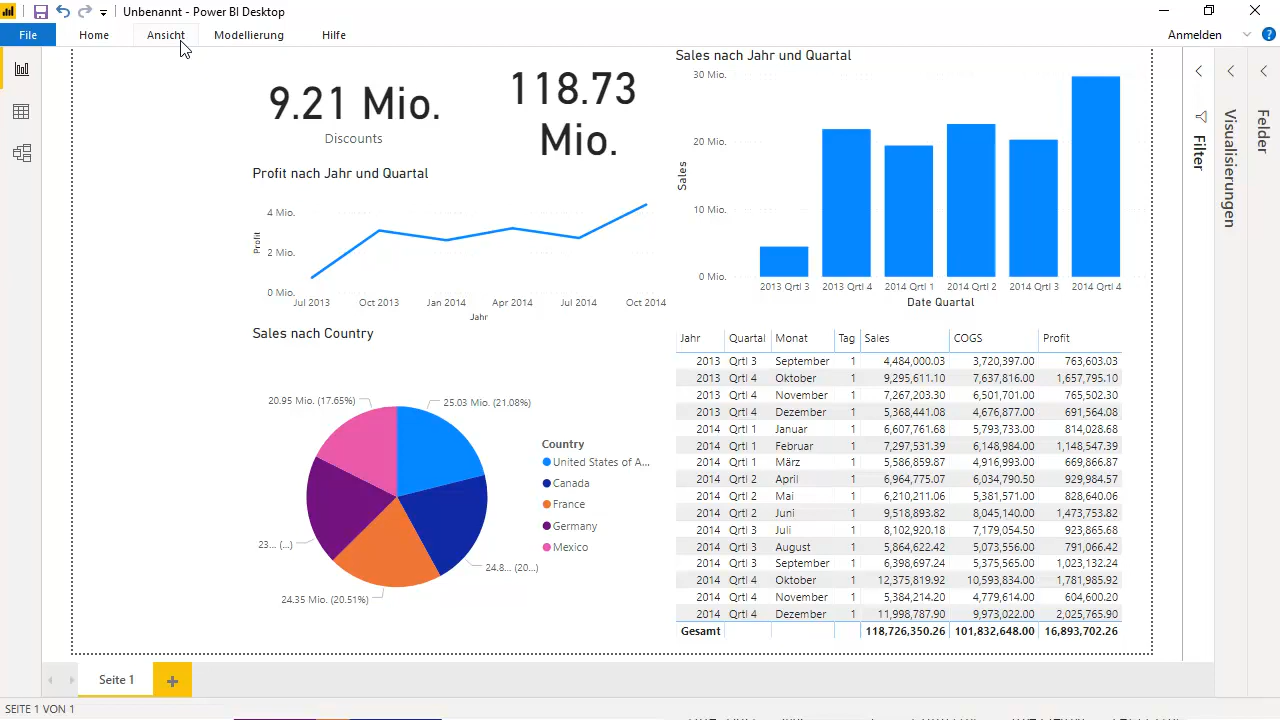 Unbenannt - Power BI Desktop
File Home Ansicht Modellierung Hilfe Anmelden ?
9.21 Mio.
Discounts
118.73
Mio.
Sales nach Jahr und Quartal
30 Mio.
20 Mio.
10 Mio.
0 Mio.
Sales
2013 Qrtl 3 2013 Qrtl 4 2014 Qrtl 1 2014 Qrtl 2 2014 Qrtl 3 2014 Qrtl 4
Date Quartal
Profit nach Jahr und Quartal
4 Mio.
2 Mio.
0 Mio.
Profit
Jul 2013 Oct 2013 Jan 2014 Apr 2014 Jul 2014 Oct 2014
Jahr
Sales nach Country
20.95 Mio. (17.65%)
25.03 Mio. (21.08%)
23... (...)
24.8... (20...)
24.35 Mio. (20.51%)
Country
United States of A...
Canada
France
Germany
Mexico
Jahr Quartal Monat Tag Sales COGS Profit
2013 Qrtl 3 September 1 4,484,000.03 3,720,397.00 763,603.03
2013 Qrtl 4 Oktober 1 9,295,611.10 7,637,816.00 1,657,795.10
2013 Qrtl 4 November 1 7,267,203.30 6,501,701.00 765,502.30
2013 Qrtl 4 Dezember 1 5,368,441.08 4,676,877.00 691,564.08
2014 Qrtl 1 Januar 1 6,607,761.68 5,793,733.00 814,028.68
2014 Qrtl 1 Februar 1 7,297,531.39 6,148,984.00 1,148,547.39
2014 Qrtl 1 März 1 5,586,859.87 4,916,993.00 669,866.87
2014 Qrtl 2 April 1 6,964,775.07 6,034,790.50 929,984.57
2014 Qrtl 2 Mai 1 6,210,211.06 5,381,571.00 828,640.06
2014 Qrtl 2 Juni 1 9,518,893.82 8,045,140.00 1,473,753.82
2014 Qrtl 3 Juli 1 8,102,920.18 7,179,054.50 923,865.68
2014 Qrtl 3 August 1 5,864,622.42 5,073,556.00 791,066.42
2014 Qrtl 3 September 1 6,398,697.24 5,375,565.00 1,023,132.24
2014 Qrtl 4 Oktober 1 12,375,819.92 10,593,834.00 1,781,985.92
2014 Qrtl 4 November 1 5,384,214.20 4,779,614.00 604,600.20
2014 Qrtl 4 Dezember 1 11,998,787.90 9,973,022.00 2,025,765.90
Gesamt 118,726,350.26 101,832,648.00 16,893,702.26
Filter
Visualisierungen
Felder
Seite 1
SEITE 1 VON 1